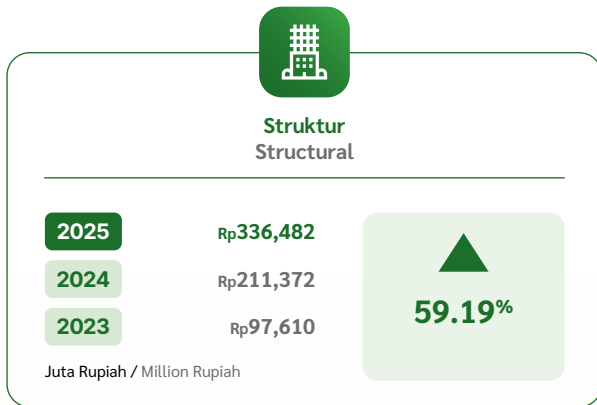 Struktur
Structural
2025 Rp336,482
2024 Rp211,372
2023 Rp97,610
59.19%
Juta Rupiah / Million Rupiah